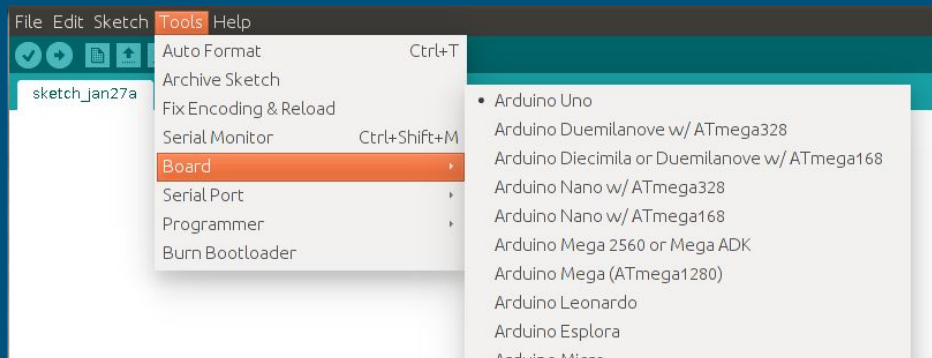 File Edit Sketch Tools Help
Auto Format Ctrl+T
Archive Sketch
sketch_jan27a
Fix Encoding & Reload
Serial Monitor Ctrl+Shift+M
Board
Serial Port
Programmer
Burn Bootloader
Arduino Uno
Arduino Duemilanove w/ ATmega328
Arduino Diecimila or Duemilanove w/ ATmega168
Arduino Nano w/ ATmega328
Arduino Nano w/ ATmega168
Arduino Mega 2560 or Mega ADK
Arduino Mega (ATmega1280)
Arduino Leonardo
Arduino Esplora
Arduino Micro